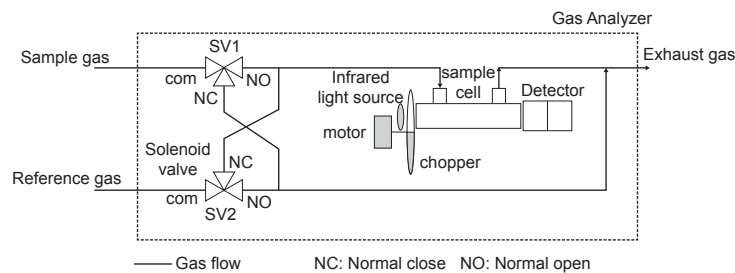 Gas Analyzer
Sample gas
SV1
com
NO
NC
Infrared
light source
sample
cell
Detector
Exhaust gas
motor
chopper
Solenoid
valve
NC
Reference gas
com
NO
SV2
Gas flow
NC: Normal close NO: Normal open